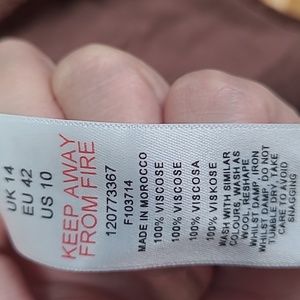 UK 14
EU 42
US 10
KEEP AWAY
FROM FIRE
120773367
F103714
MADE IN MOROCCO
100% VISCOSE
100% VISCOSE
100% VISCOSA
100% VISKOSE
WASH WITH SIMILAR
COLOURS, WASH AS
WOOL, RESHAPE
WHILST DAMP, IRON
WHILST DAMP, DO NOT
TUMBLE DRY, TAKE
CARE TO AVOID
SNAGGING